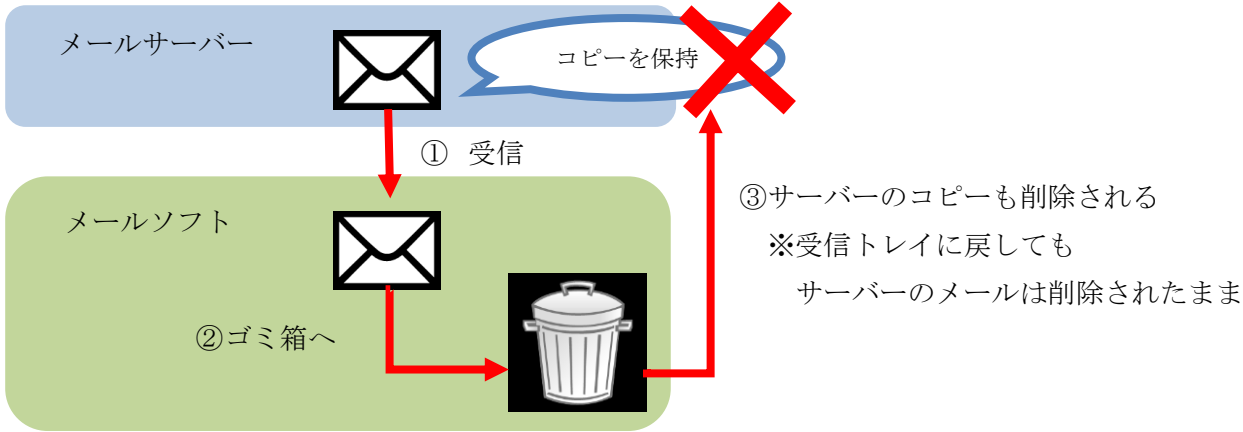 メールサーバー
コピーを保持
① 受信
メールソフト
③サーバーのコピーも削除される
※受信トレイに戻しても
サーバーのメールは削除されたまま
②ゴミ箱へ